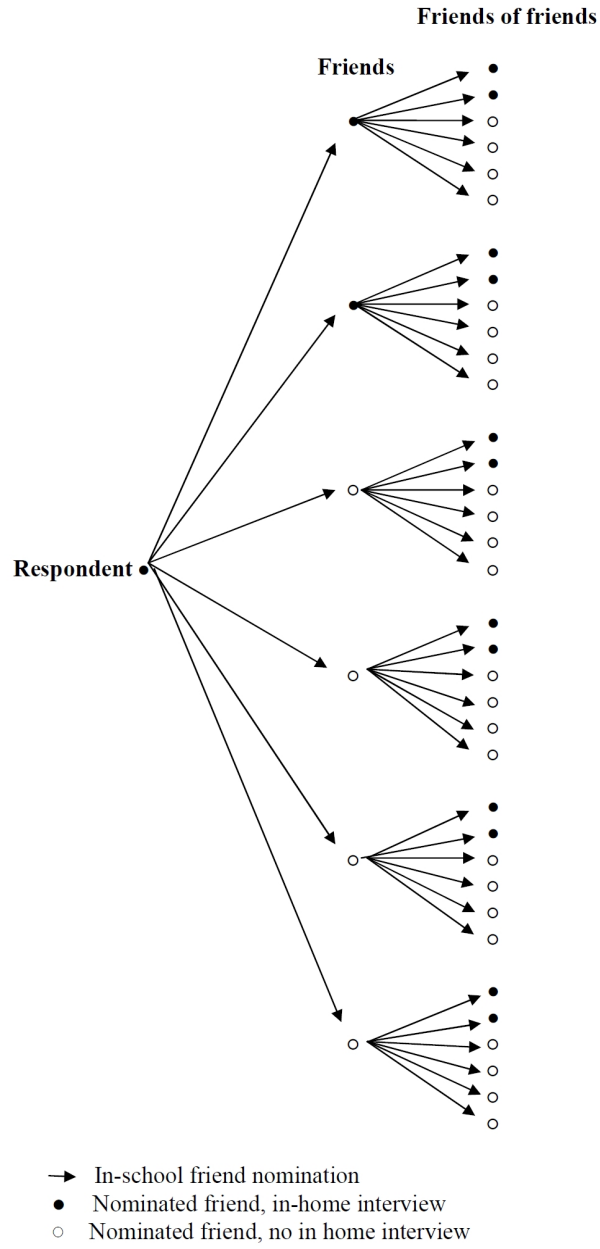 Friends of friends
Friends
Respondent
In-school friend nomination
Nominated friend, in-home interview
Nominated friend, no in home interview